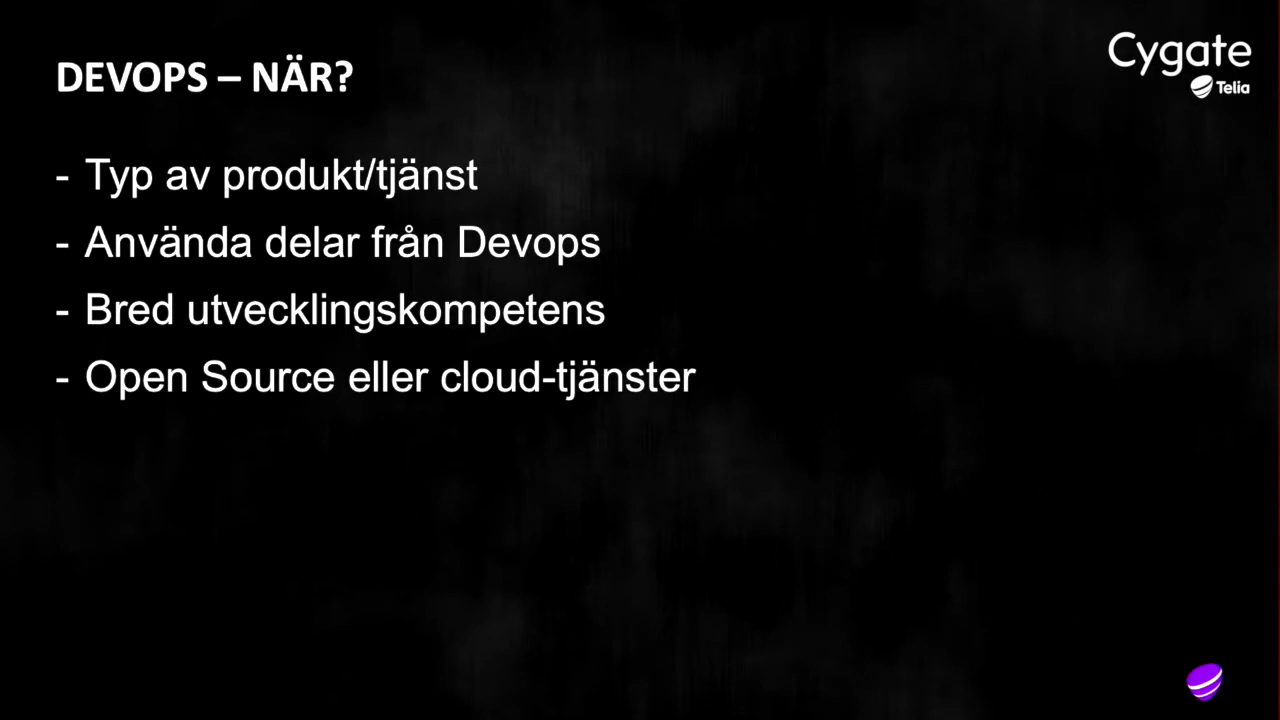 DEVOPS – NÄR?
Cygate
Telia
- Typ av produkt/tjänst
- Använda delar från Devops
- Bred utvecklingskompetens
- Open Source eller cloud-tjänster